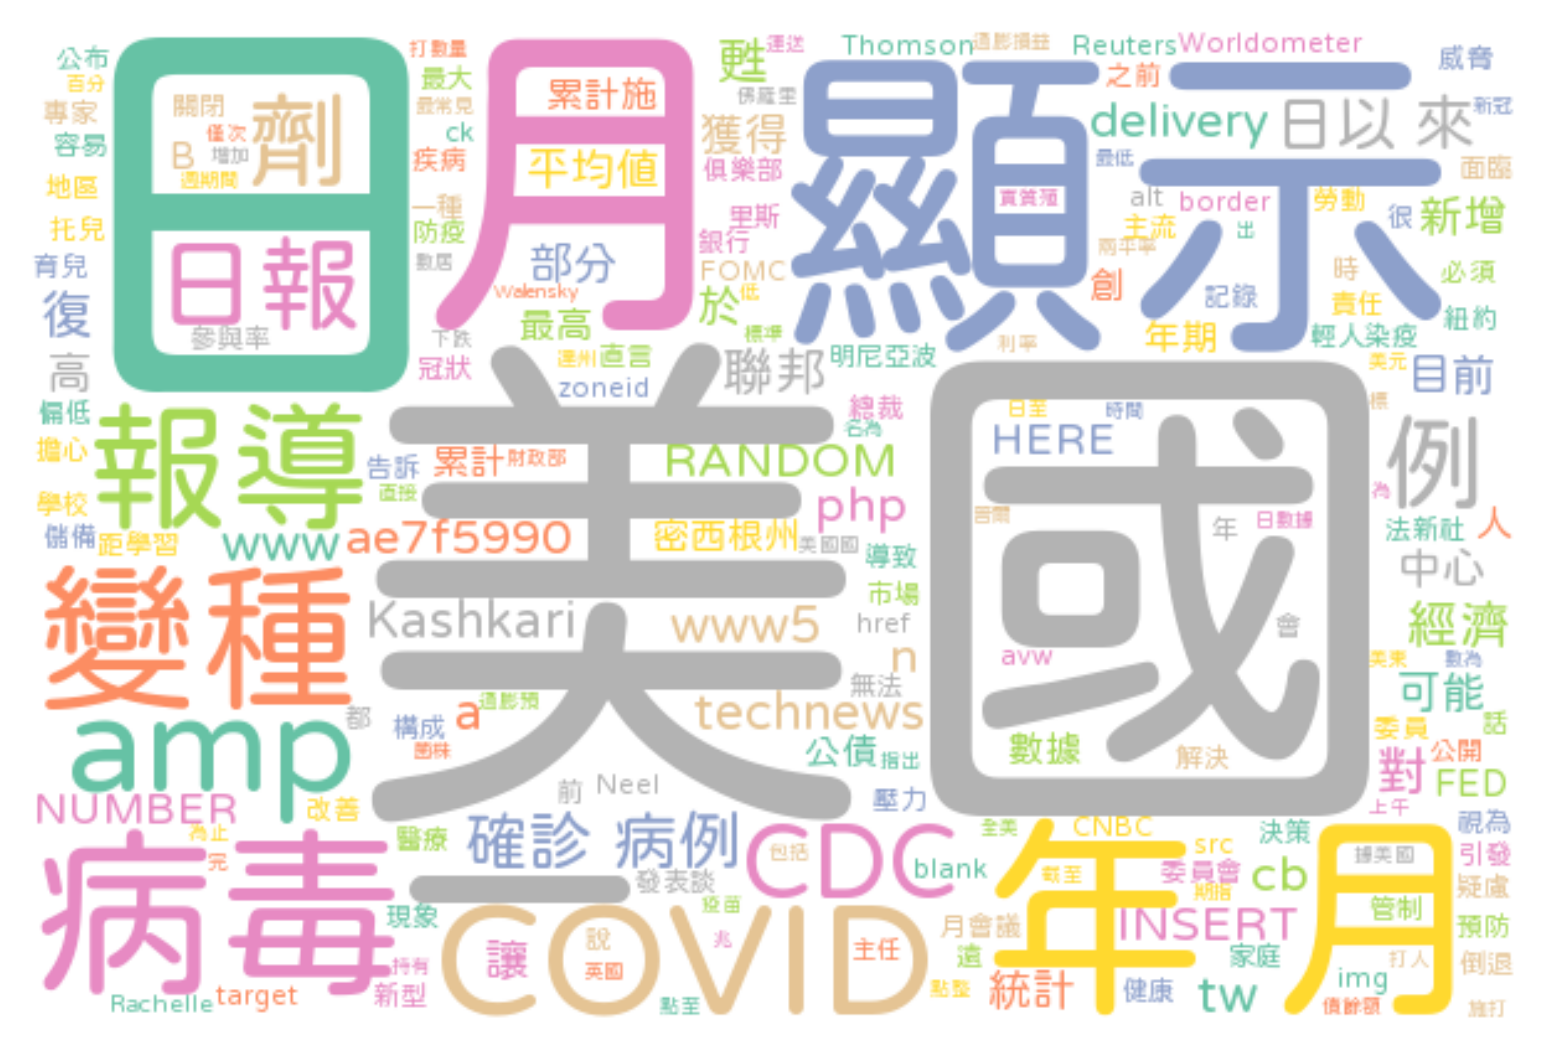 公布
打數量
甦
運送
Thomson
通膨損益
Reuters
Worldometer
威脅
百分
日
關閉
劑
最大
月
累計施
佛羅里
顯示
之前
專家
僅次
最常見
獲得
delivery
日以 來
新冠
容易
B
增加
ck
平均值
最低
週期間
疾病
俱樂部
面臨
地區
一種
里斯
實質殖
alt
border
勞動
很
新增
托兒
日報
防疫
部分
銀行
主流
出
兩年率
育兒
數居
FOMC
創
時
必須
復
Walensky
於
低
記錄
責任
紐約
參與率
下跌
最高
標準
利率
年期
輕人染疫
高
冠狀
達州
直言
聯邦
明尼亞波
美元
目前
zoneid
偏低
報導
美國
總裁
名為
日至
時間
標
HERE
例
擔心
告訴
累計
財政部
RANDOM
學校
直接
php
為
儲備
距學習
www
ae7f5990
密西根州
美國國
導致
晉爾
年
日數據
法新社
人
中心
變種
Kashkari
www5
市場
href
會
經濟
n
avw
美東
數為
無法
可能
都
a
通膨預
technews
amp
構成
菌株
公債
指出
數據
解決
委員
話
對
公開
FED
NUMBER
改善
前
Neel
壓力
上午
病毒
為止
完
醫療
確診 病例
CDC
包括
全美
CNBC
年月
src
決策
視為
blank
截至
委員會
cb
據美國
引發
一
發表談
期指
疑慮
現象
COVID
疫苗
月會議
INSERT
管制
預防
讓
說
兆
主任
遠
家庭
持有
英國
打人
倒退
Rachelle
target
新型
點至
點整
統計
健康
tw
img
債餘額
施打